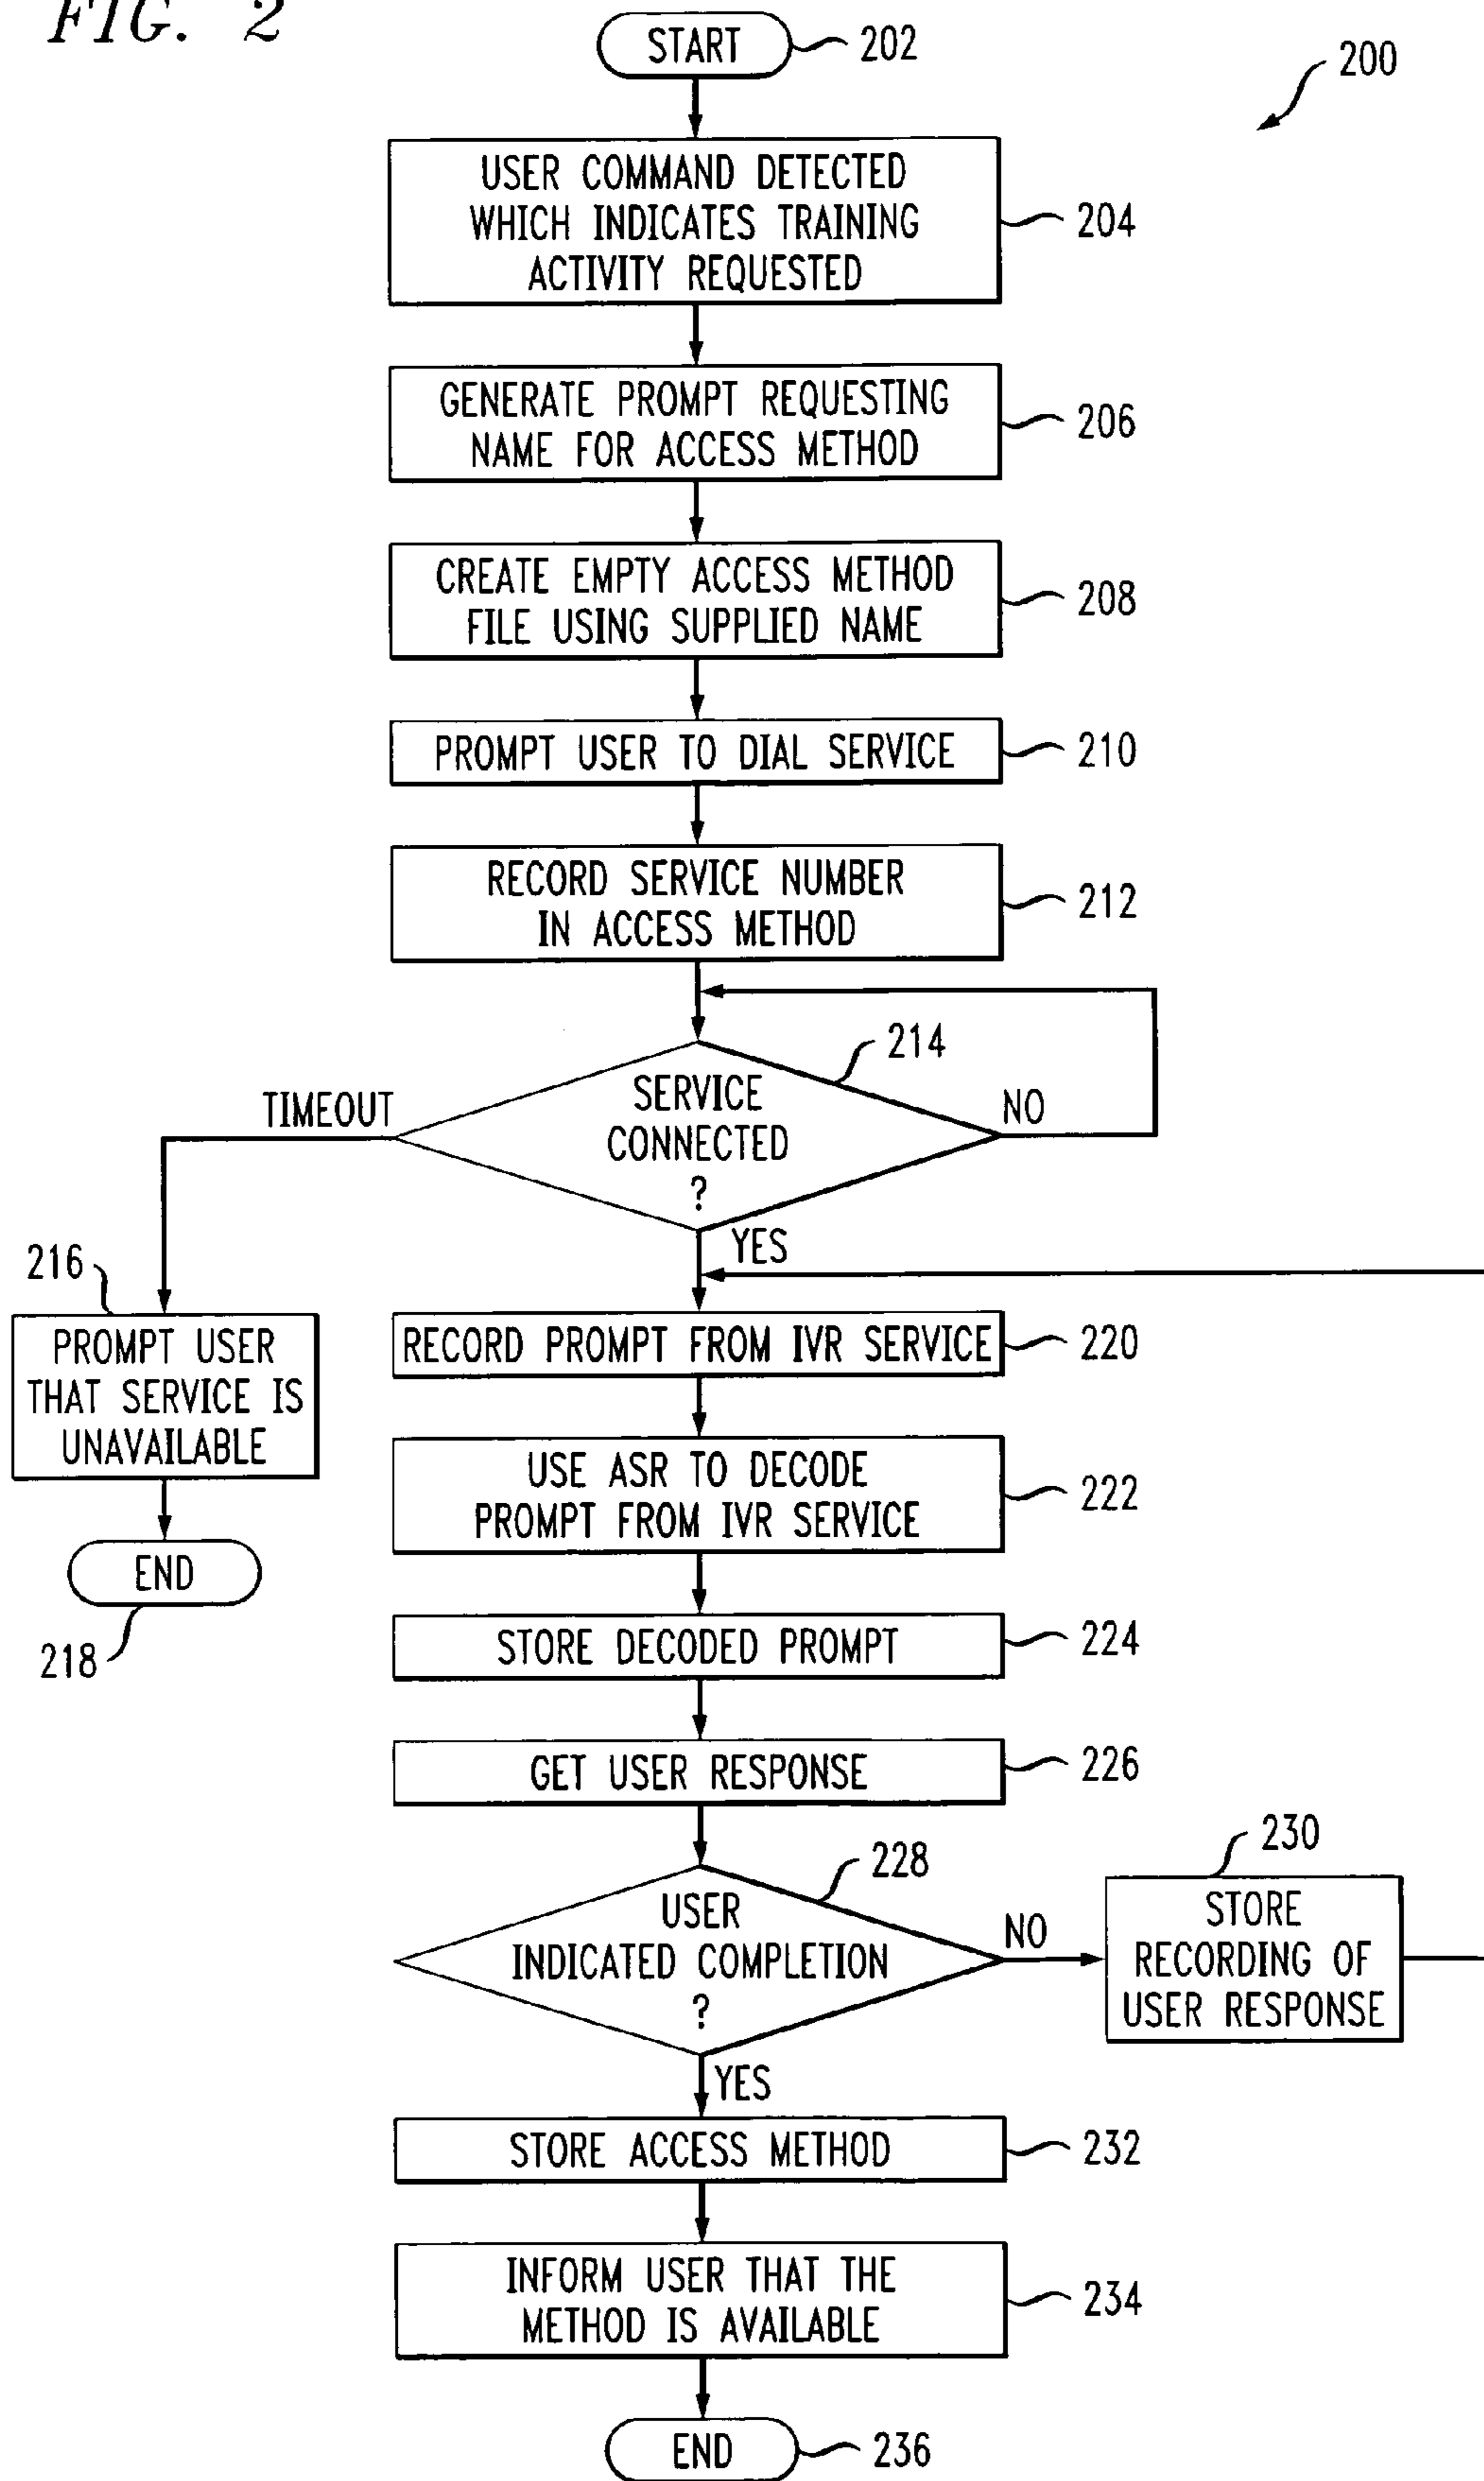 FIG. 2
START
202
200
USER COMMAND DETECTED
WHICH INDICATES TRAINING
ACTIVITY REQUESTED
204
GENERATE PROMPT REQUESTING
NAME FOR ACCESS METHOD
206
CREATE EMPTY ACCESS METHOD
FILE USING SUPPLIED NAME
208
PROMPT USER TO DIAL SERVICE
210
RECORD SERVICE NUMBER
IN ACCESS METHOD
212
214
SERVICE
CONNECTED
?
TIMEOUT
NO
YES
216
PROMPT USER
THAT SERVICE IS
UNAVAILABLE
END
218
RECORD PROMPT FROM IVR SERVICE
220
USE ASR TO DECODE
PROMPT FROM IVR SERVICE
222
STORE DECODED PROMPT
224
GET USER RESPONSE
226
228
USER
INDICATED COMPLETION
?
NO
230
STORE
RECORDING OF
USER RESPONSE
YES
STORE ACCESS METHOD
232
INFORM USER THAT THE
METHOD IS AVAILABLE
234
END
236